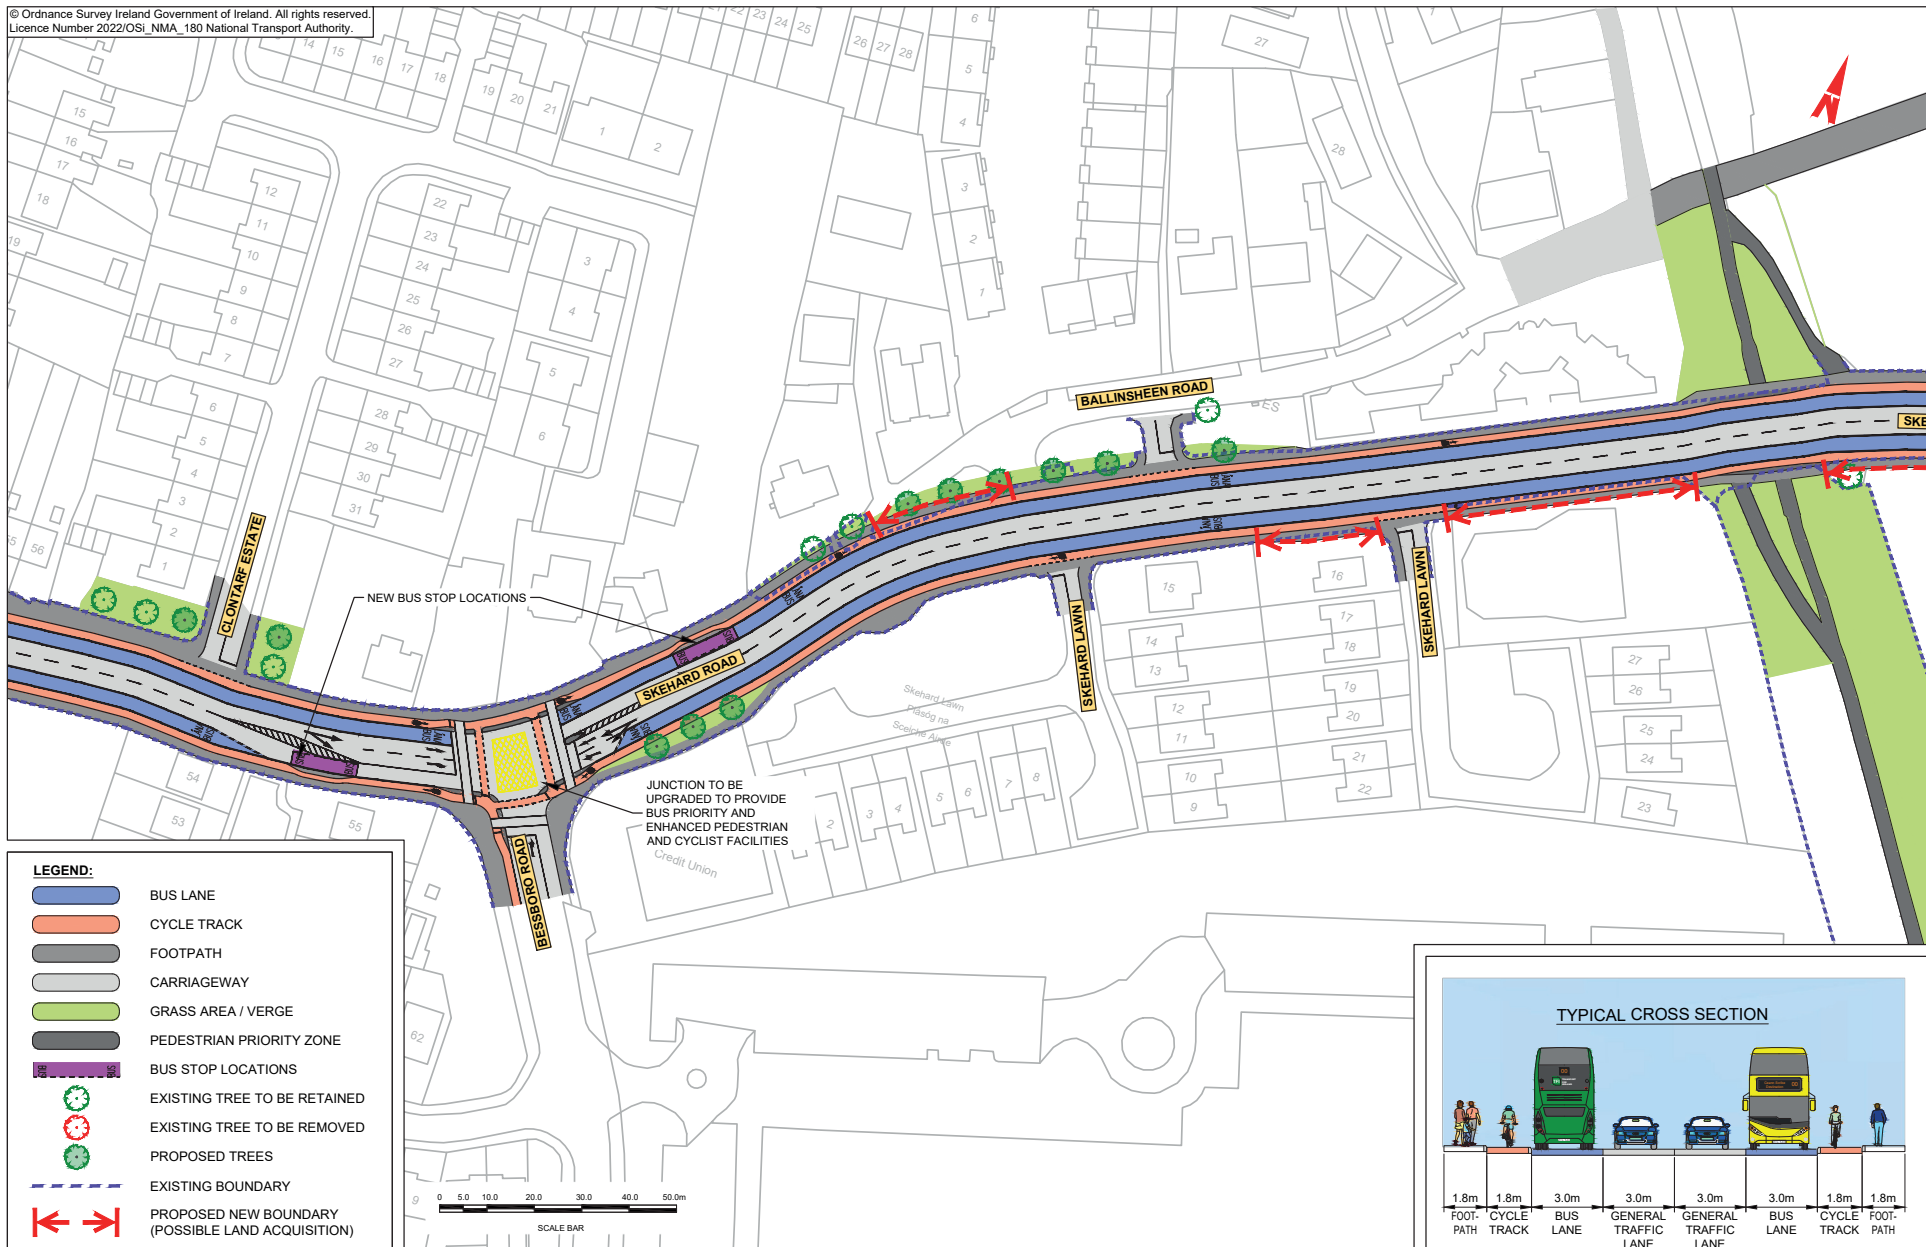 © Ordnance Survey Ireland Government of Ireland. All rights reserved.
Licence Number 2022/OSi_NMA_180 National Transport Authority.
BALLINSHEEN ROAD
ES
SKE
CLONTARF ESTATE
NEW BUS STOP LOCATIONS
SKEHARD ROAD
SKEHARD LAWN
SKEHARD LAWN
Skehard Lawn
Plásóg na
JUNCTION TO BE
UPGRADED TO PROVIDE
BUS PRIORITY AND
ENHANCED PEDESTRIAN
AND CYCLIST FACILITIES
Credit Union
BESSBORO ROAD
LEGEND:
BUS LANE
CYCLE TRACK
FOOTPATH
CARRIAGEWAY
GRASS AREA / VERGE
PEDESTRIAN PRIORITY ZONE
BUS STOP LOCATIONS
EXISTING TREE TO BE RETAINED
EXISTING TREE TO BE REMOVED
PROPOSED TREES
EXISTING BOUNDARY
PROPOSED NEW BOUNDARY
(POSSIBLE LAND ACQUISITION)
0 5.0 10.0 20.0 30.0 40.0 50.0m
SCALE BAR
TYPICAL CROSS SECTION
1.8m 1.8m 3.0m 3.0m 3.0m 3.0m 1.8m 1.8m
FOOT- CYCLE BUS GENERAL GENERAL BUS CYCLE FOOT-
PATH TRACK LANE TRAFFIC TRAFFIC LANE TRACK PATH
LANE LANE